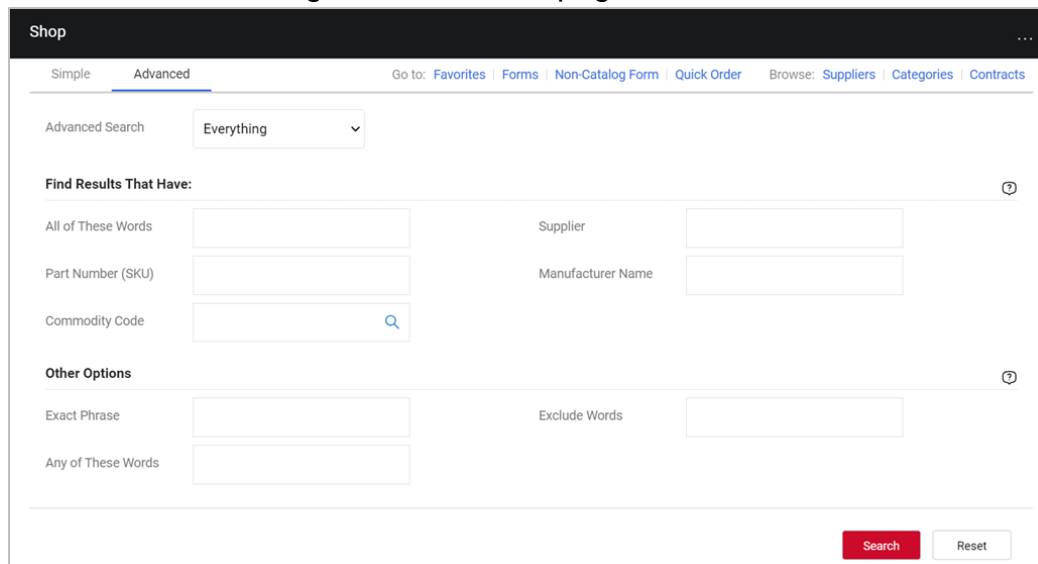 Shop
...
Simple Advanced Go to: Favorites | Forms | Non-Catalog Form | Quick Order Browse: Suppliers | Categories | Contracts
Advanced Search Everything
Find Results That Have:
All of These Words Supplier
Part Number (SKU) Manufacturer Name
Commodity Code
Other Options
Exact Phrase Exclude Words
Any of These Words
Search Reset